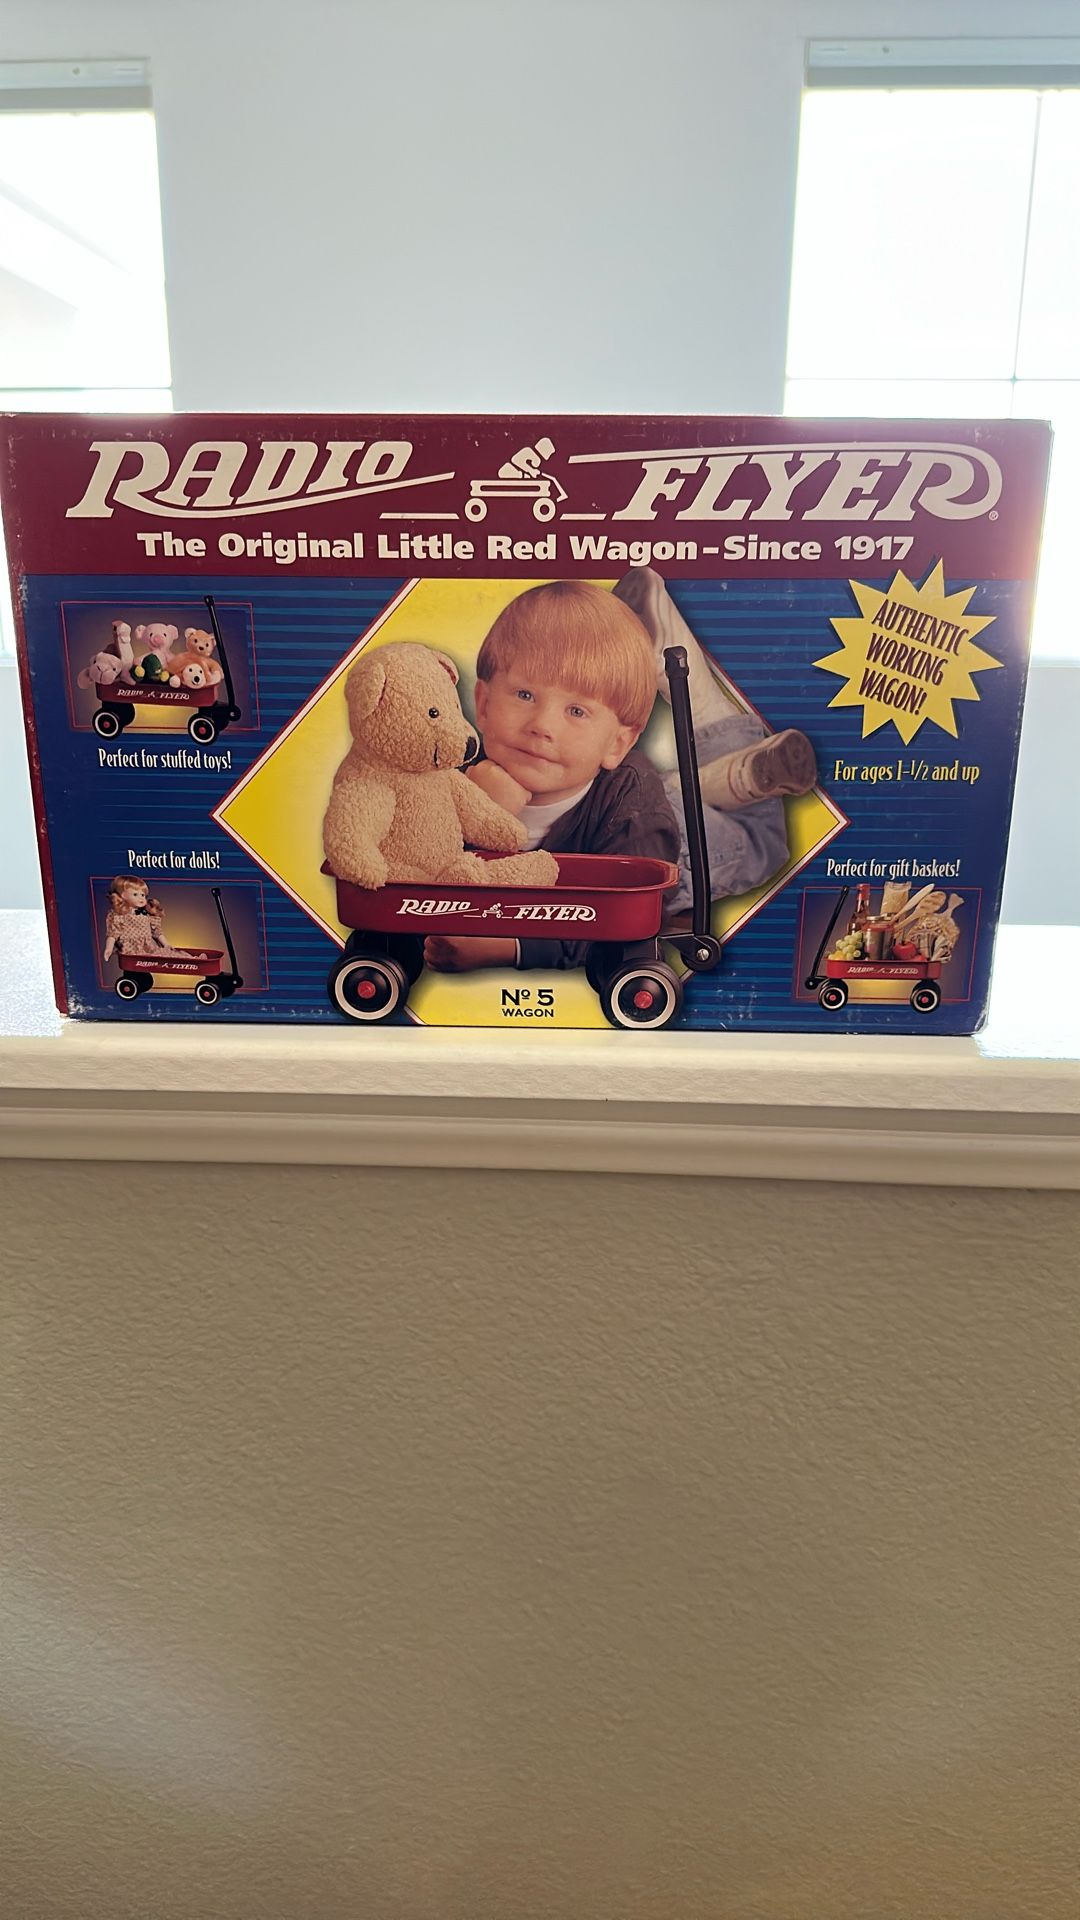 RADIO FLYER®
The Original Little Red Wagon – Since 1917
AUTHENTIC
WORKING
WAGON!
RADIO FLYER
Perfect for stuffed toys!
For ages 1-1/2 and up
Perfect for dolls!
Perfect for gift baskets!
RADIO FLYER
RADIO FLYER
RADIO FLYER
Nº 5
WAGON